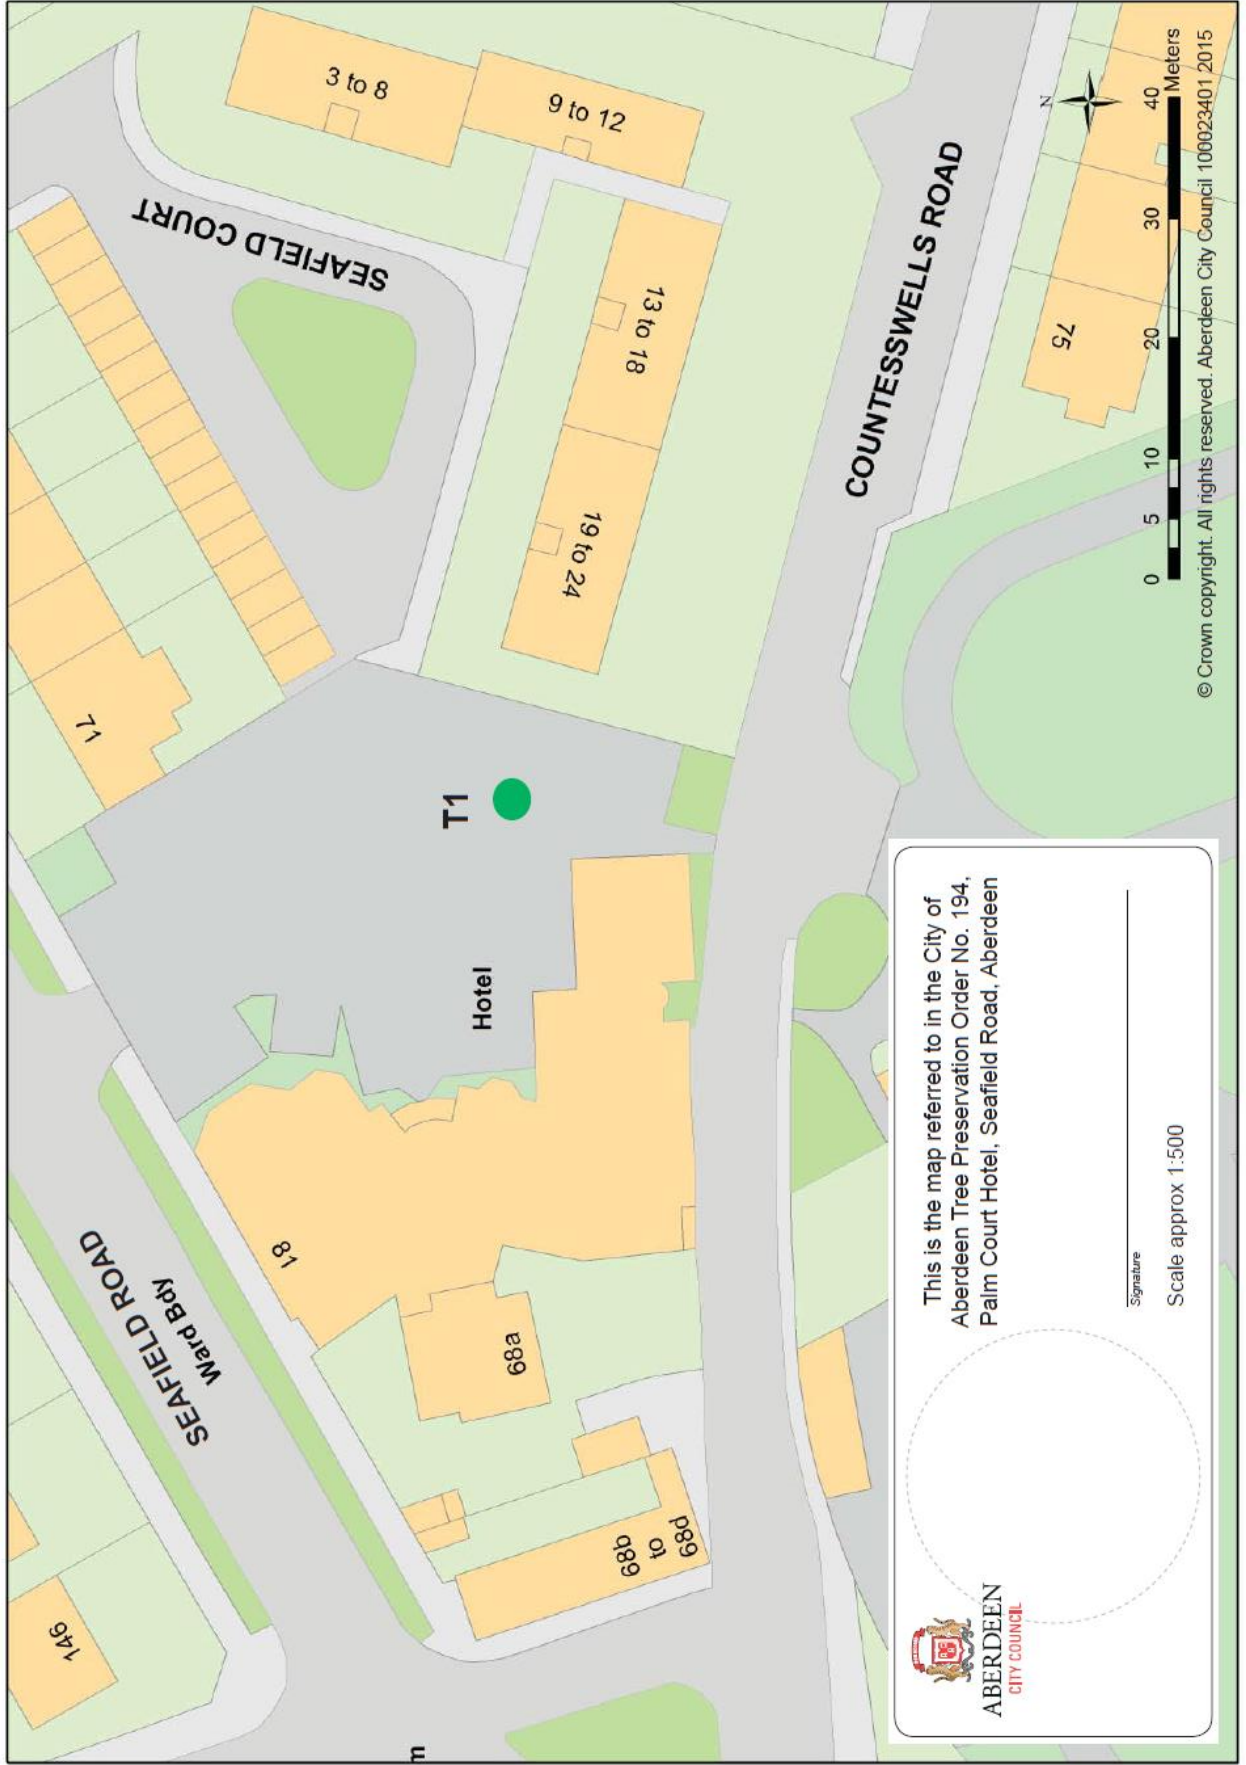 SEAFIELD ROAD
Ward Bdy
146
81
68a
68b
to
68d
m
Hotel
T1
SEAFIELD COURT
3 to 8
9 to 12
13 to 18
19 to 24
COUNTESSWELLS ROAD
75
N
0 5 10 20 30 40
Meters
© Crown copyright. All rights reserved. Aberdeen City Council 100023401 2015
This is the map referred to in the City of
Aberdeen Tree Preservation Order No. 194,
Palm Court Hotel, Seafield Road, Aberdeen
Signature
Scale approx 1:500
ABERDEEN
CITY COUNCIL